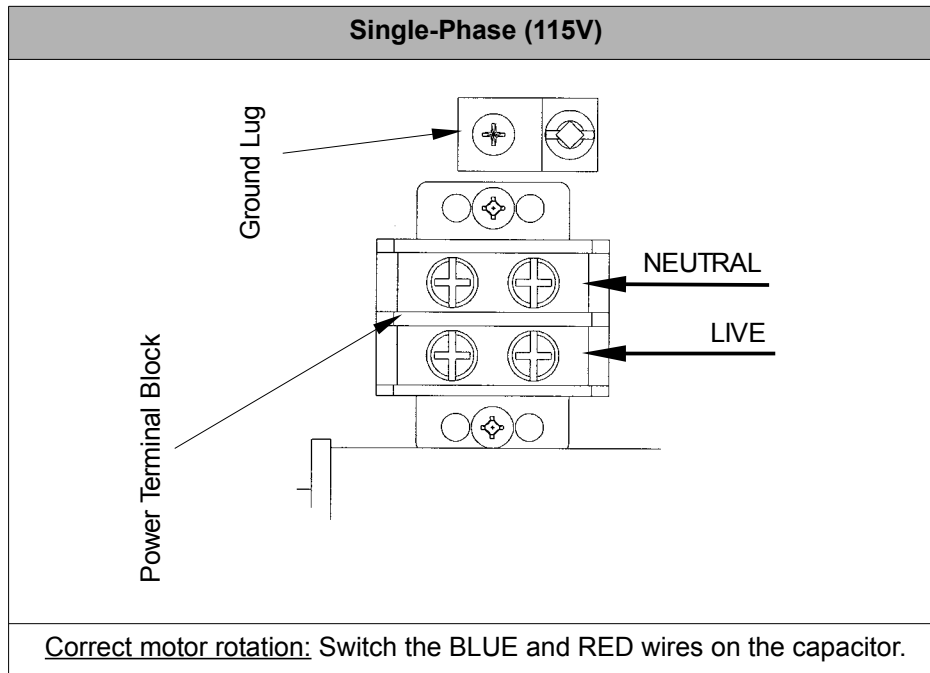 Single-Phase (115V)
Ground Lug
NEUTRAL
LIVE
Power Terminal Block
Correct motor rotation: Switch the BLUE and RED wires on the capacitor.